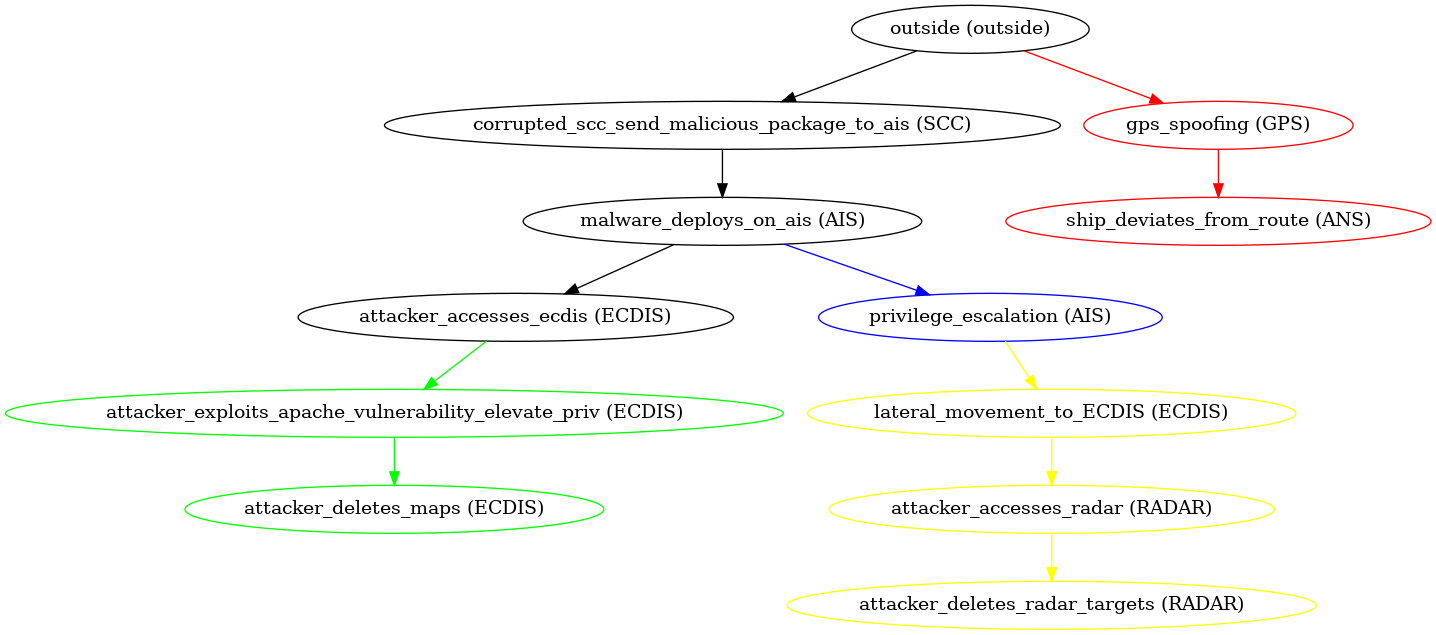 outside (outside)
corrupted_scc_send_malicious_package_to_ais (SCC)
gps_spoofing (GPS)
malware_deploys_on_ais (AIS)
ship_deviates_from_route (ANS)
attacker_accesses_ecdis (ECDIS)
privilege_escalation (AIS)
attacker_exploits_apache_vulnerability_elevate_priv (ECDIS)
lateral_movement_to_ECDIS (ECDIS)
attacker_deletes_maps (ECDIS)
attacker_accesses_radar (RADAR)
attacker_deletes_radar_targets (RADAR)